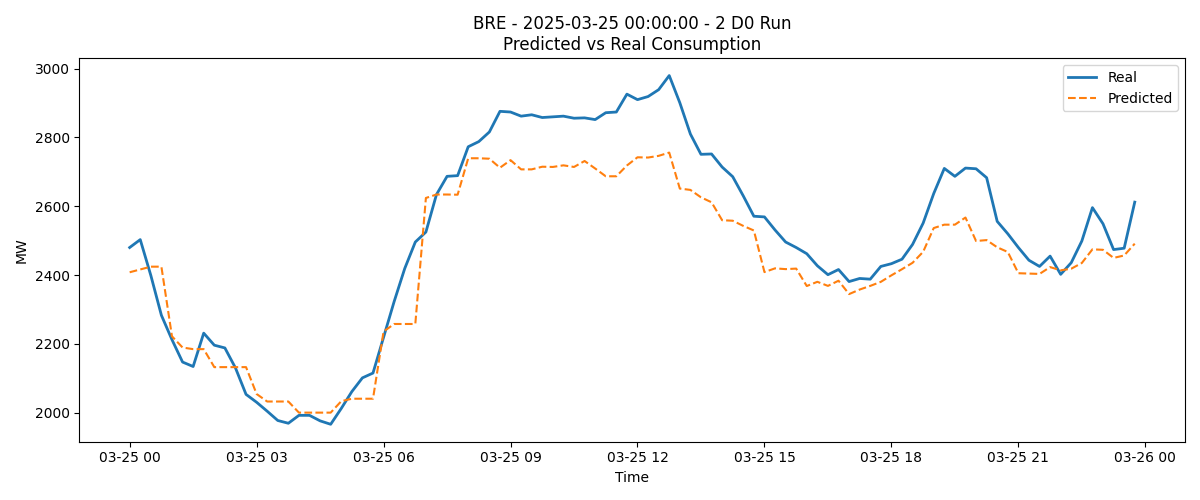 BRE - 2025-03-25 00:00:00 - 2 D0 Run
Predicted vs Real Consumption
Real
Predicted
MW
3000
2800
2600
2400
2200
2000
03-25 00
03-25 03
03-25 06
03-25 09
03-25 12
03-25 15
03-25 18
03-25 21
03-26 00
Time